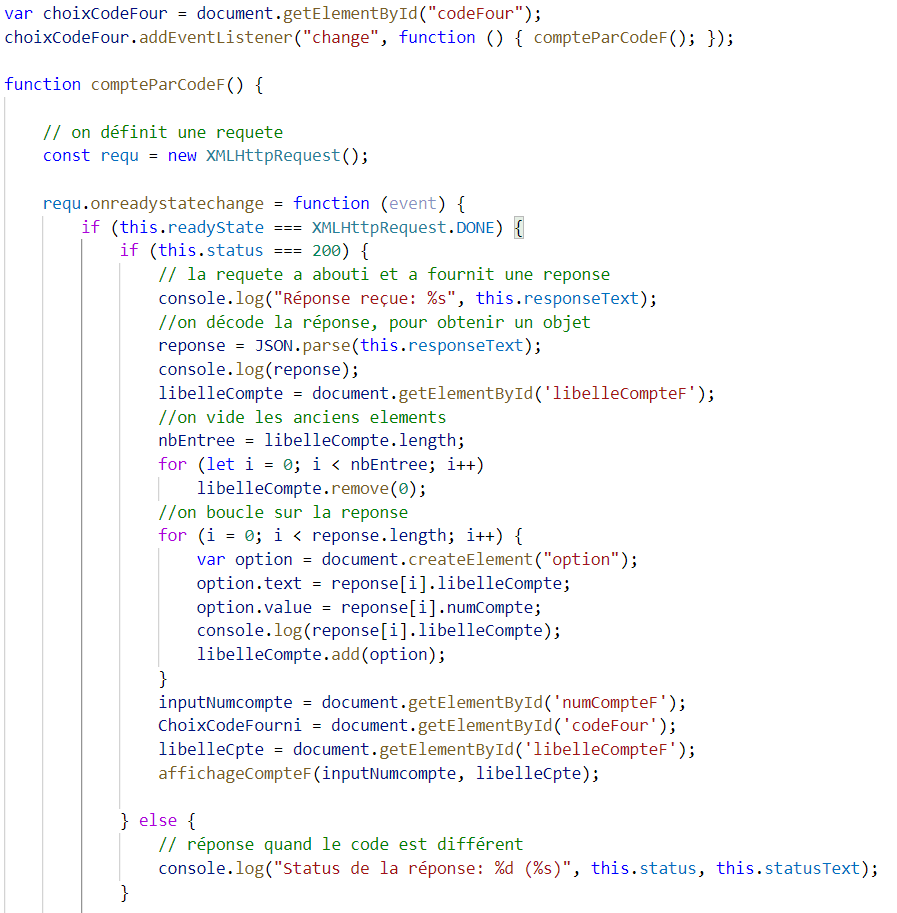 var choixCodeFour = document.getElementById("codeFour");
choixCodeFour.addEventListener("change", function () { compteParCodeF(); });
function compteParCodeF() {
// on définit une requete
const requ = new XMLHttpRequest();
requ.onreadystatechange = function (event) {
if (this.readyState === XMLHttpRequest.DONE) {
if (this.status === 200) {
// la requete a abouti et a fournit une reponse
console.log("Réponse reçue: %s", this.responseText);
//on décode la réponse, pour obtenir un objet
reponse = JSON.parse(this.responseText);
console.log(reponse);
libelleCompte = document.getElementById('libelleCompteF');
//on vide les anciens elements
nbEntree = libelleCompte.length;
for (let i = 0; i < nbEntree; i++)
libelleCompte.remove(0);
//on boucle sur la reponse
for (i = 0; i < reponse.length; i++) {
var option = document.createElement("option");
option.text = reponse[i].libelleCompte;
option.value = reponse[i].numCompte;
console.log(reponse[i].libelleCompte);
libelleCompte.add(option);
}
inputNumcompte = document.getElementById('numCompteF');
ChoixCodeFourni = document.getElementById('codeFour');
libelleCpte = document.getElementById('libelleCompteF');
affichageCompteF(inputNumcompte, libelleCpte);
} else {
// réponse quand le code est différent
console.log("Status de la réponse: %d (%s)", this.status, this.statusText);
}